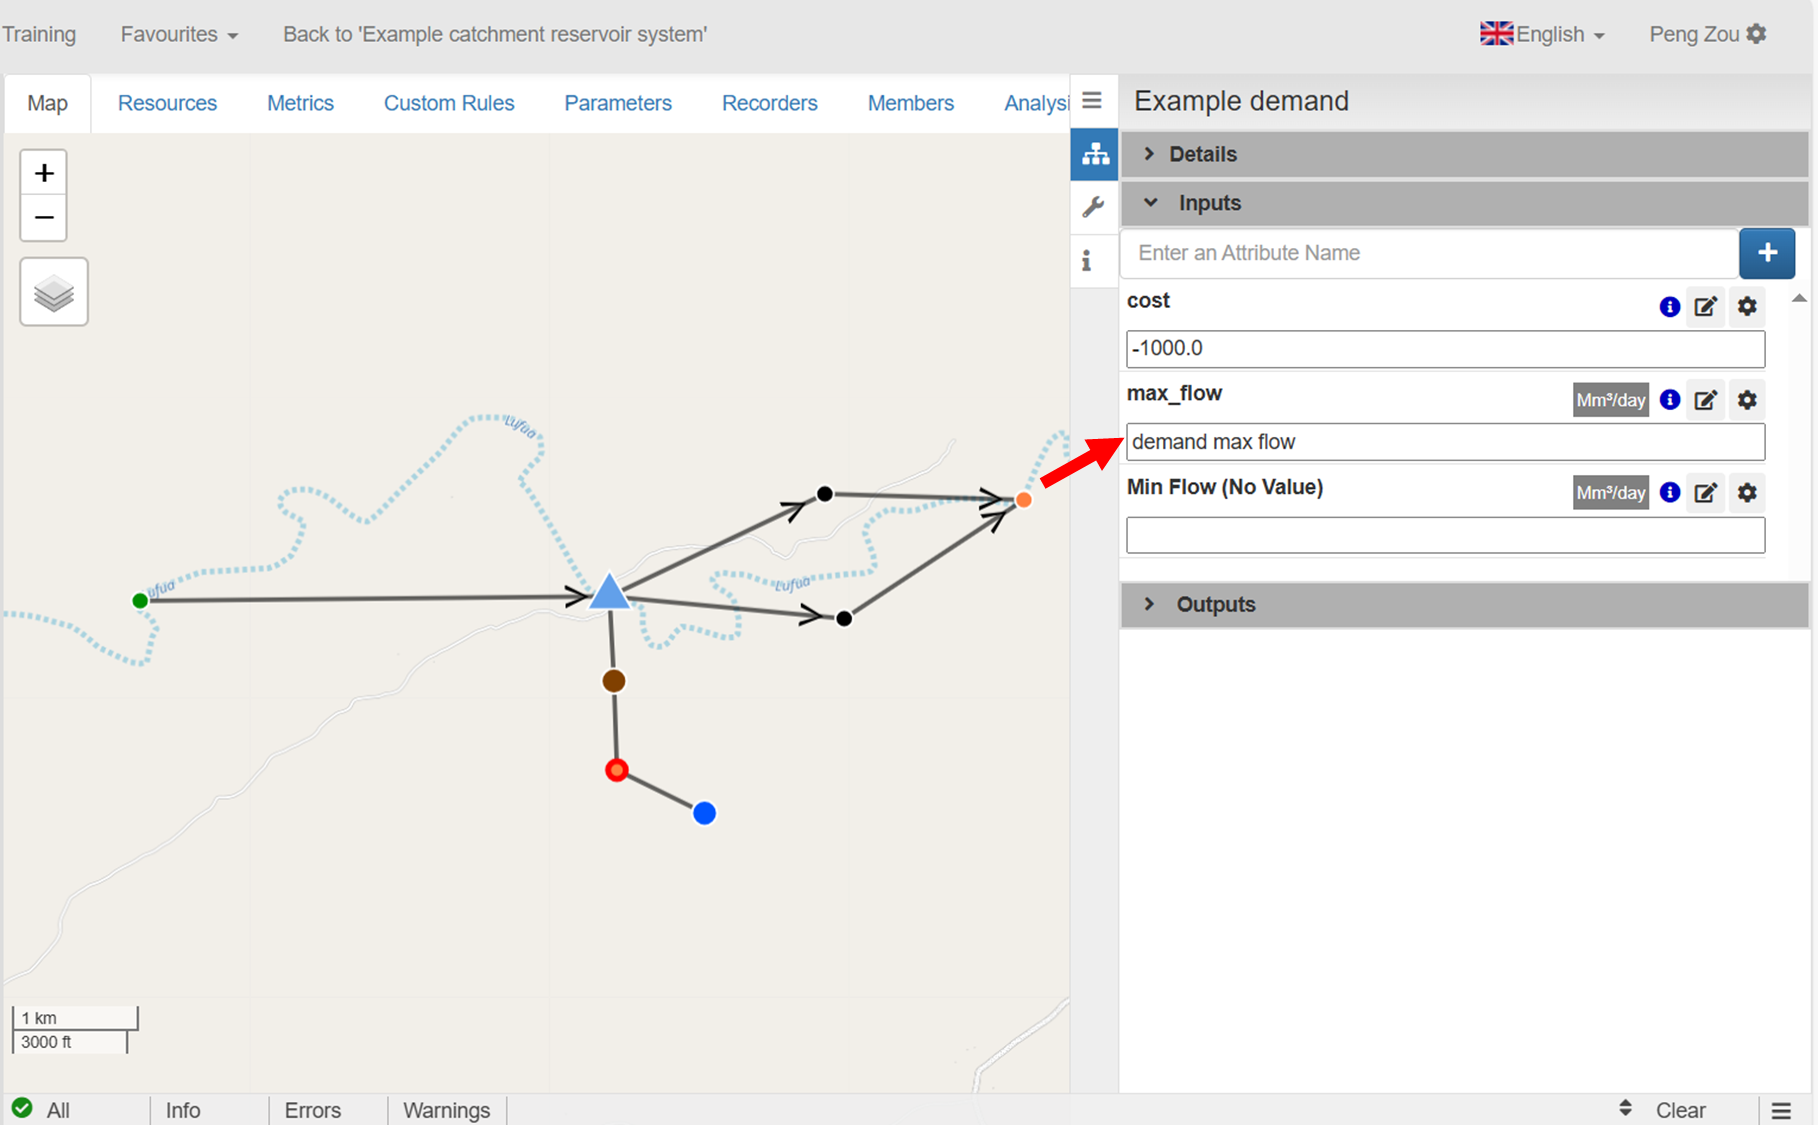 Training Favourites Back to 'Example catchment reservoir system' English Peng Zou
Map Resources Metrics Custom Rules Parameters Recorders Members Analysi
Example demand
Details
Inputs
Enter an Attribute Name
cost
-1000.0
max_flow Mm³/day
demand max flow
Min Flow (No Value) Mm³/day
Outputs
Lufua
Lufua
ufua
1 km
3000 ft
All Info Errors Warnings Clear